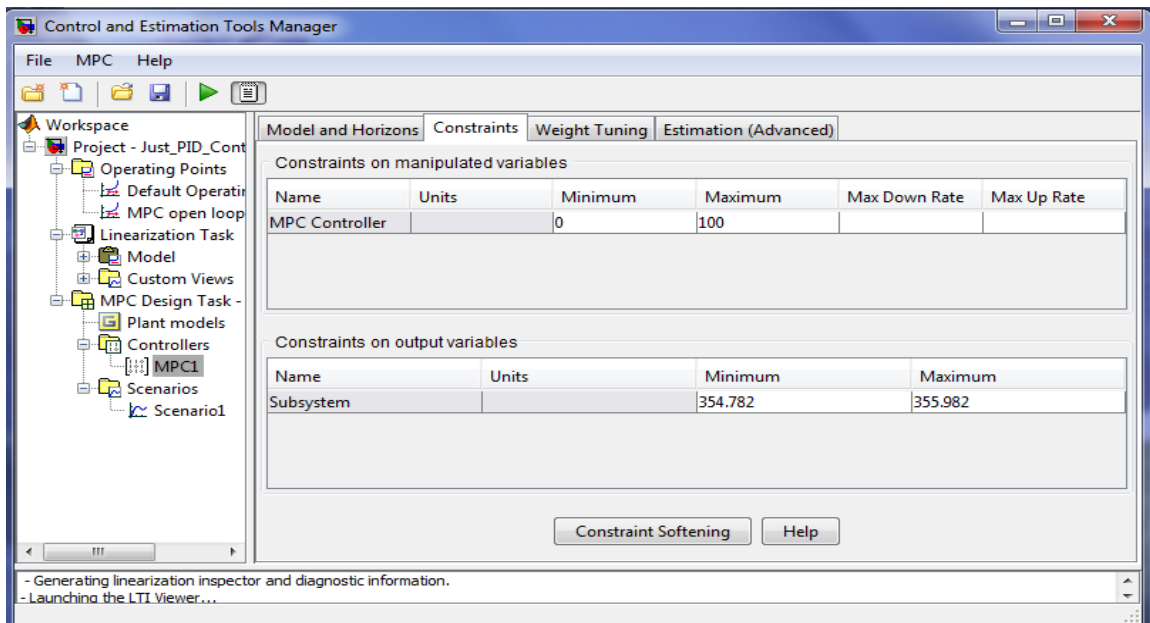 Control and Estimation Tools Manager
File MPC Help
Workspace
Project - Just_PID_Cont
Operating Points
Default Operatin
MPC open loop
Linearization Task
Model
Custom Views
MPC Design Task -
Plant models
Controllers
MPC1
Scenarios
Scenario1
Model and Horizons Constraints Weight Tuning Estimation (Advanced)
Constraints on manipulated variables
Name Units Minimum Maximum Max Down Rate Max Up Rate
MPC Controller 0 100
Constraints on output variables
Name Units Minimum Maximum
Subsystem 354.782 355.982
Constraint Softening Help
- Generating linearization inspector and diagnostic information.
- Launching the LTI Viewer...